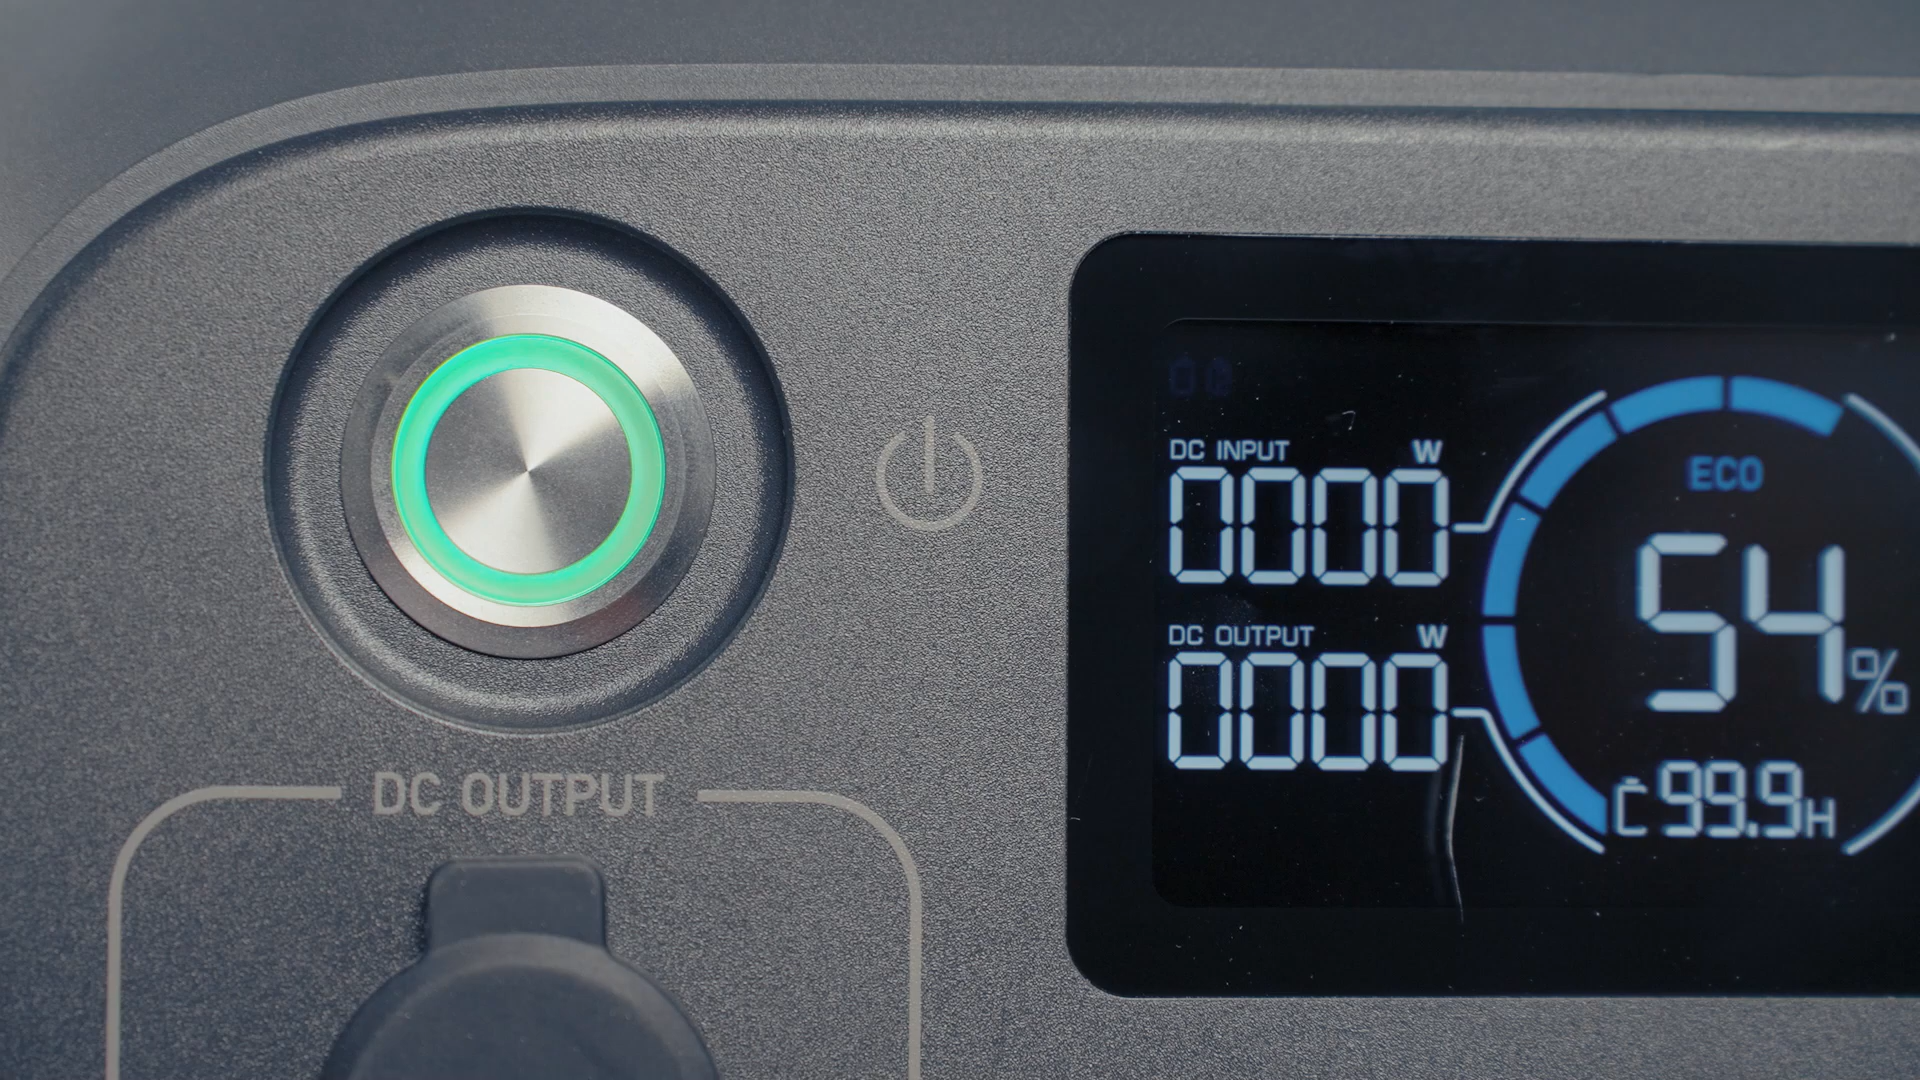 DC INPUT W
0000
DC OUTPUT W
0000
ECO
54%
99.9H
DC OUTPUT